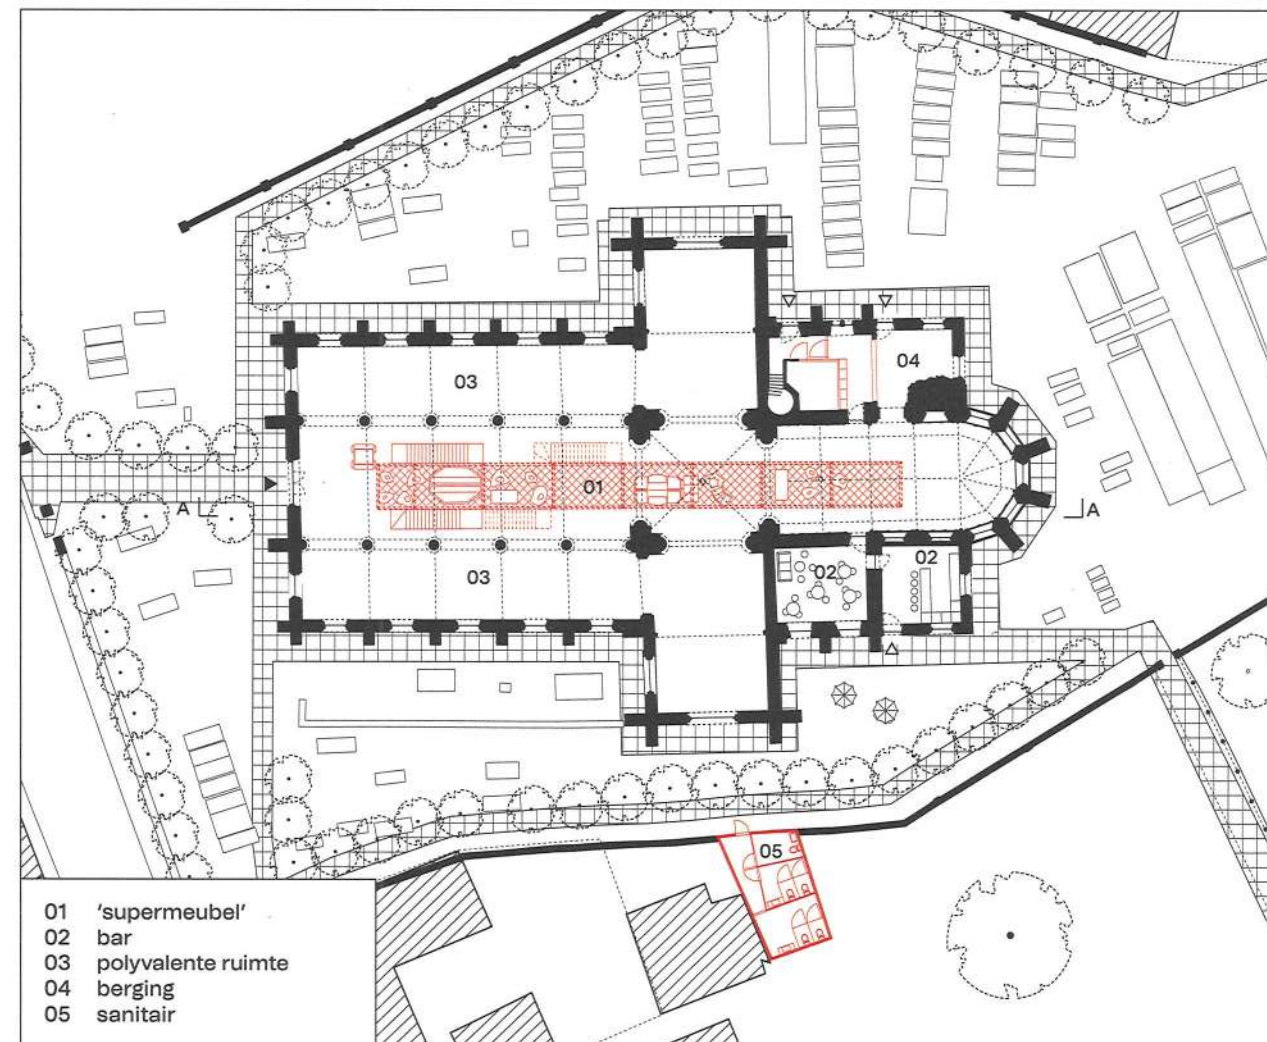 04
03
01
A
A
03
02
02
05
01 ‘supermeubel’
02 bar
03 polyvalente ruimte
04 berging
05 sanitair